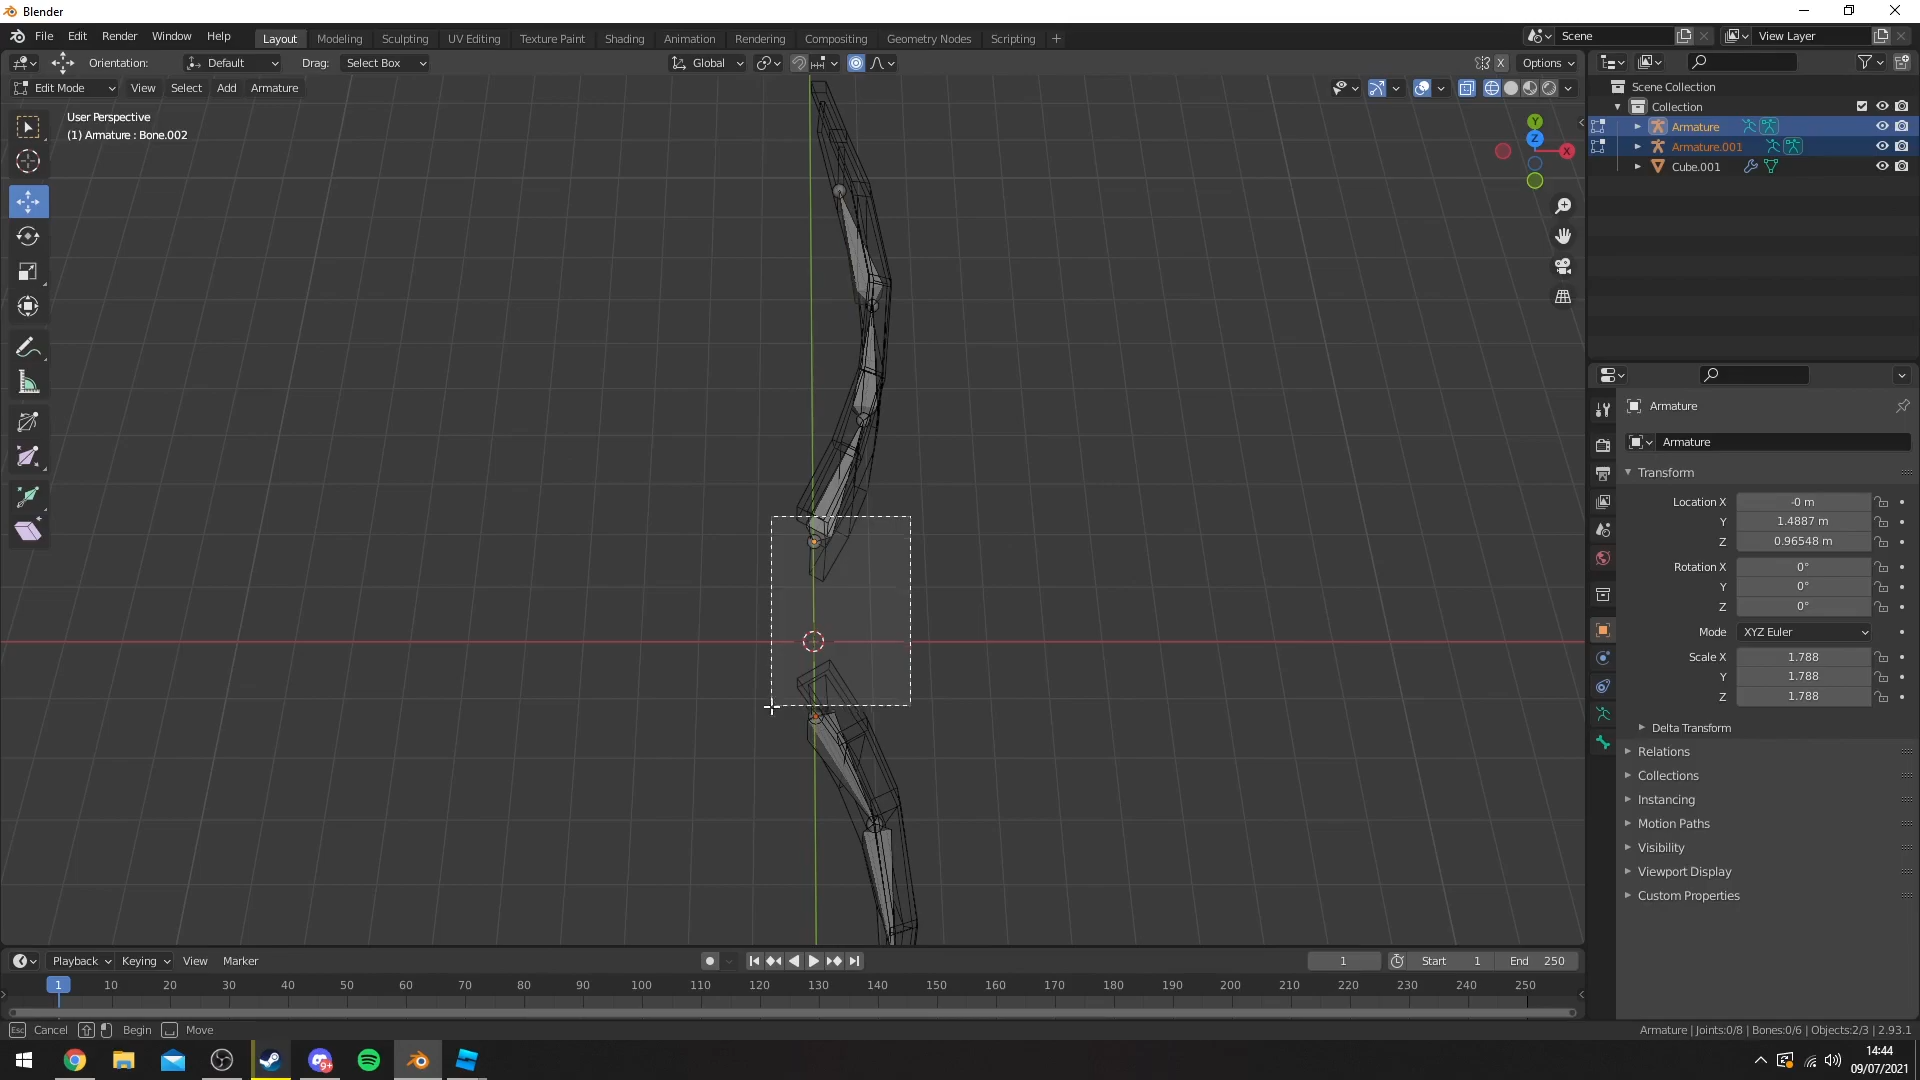 Blender
File Edit Render Window Help
Layout Modeling Sculpting UV Editing Texture Paint Shading Animation Rendering Compositing Geometry Nodes Scripting +
Scene
View Layer
Orientation: Default Drag: Select Box
Global
X Options
Edit Mode View Select Add Armature
User Perspective
(1) Armature : Bone.002
Y
Z
X
Scene Collection
Collection
Armature
Armature.001
Cube.001
Armature
Armature
Transform
Location X -0 m
Y 1.4887 m
Z 0.96548 m
Rotation X 0°
Y 0°
Z 0°
Mode XYZ Euler
Scale X 1.788
Y 1.788
Z 1.788
Delta Transform
Relations
Collections
Instancing
Motion Paths
Visibility
Viewport Display
Custom Properties
Playback Keying View Marker
1 Start 1 End 250
1 10 20 30 40 50 60 70 80 90 100 110 120 130 140 150 160 170 180 190 200 210 220 230 240 250
Esc Cancel Begin Move
Armature | Joints:0/8 | Bones:0/6 | Objects:2/3 | 2.93.1
9+
14:44
09/07/2021